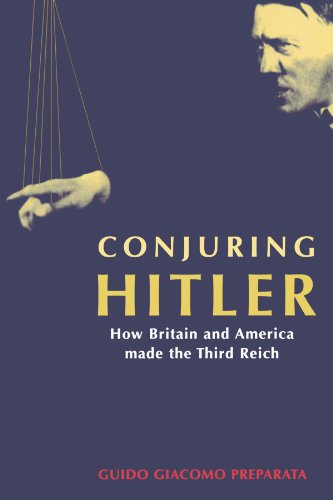 CONJURING
HITLER
How Britain and America
made the Third Reich
GUIDO GIACOMO PREPARATA